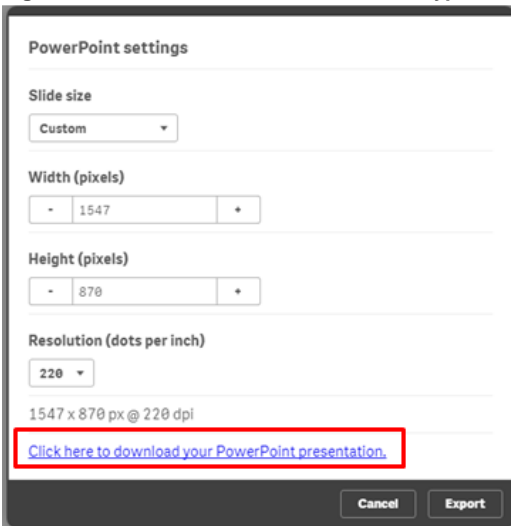 PowerPoint settings
Slide size
Custom
Width (pixels)
- 1547 +
Height (pixels)
- 870 +
Resolution (dots per inch)
220
1547 x 870 px @ 220 dpi
Click here to download your PowerPoint presentation.
Cancel Export